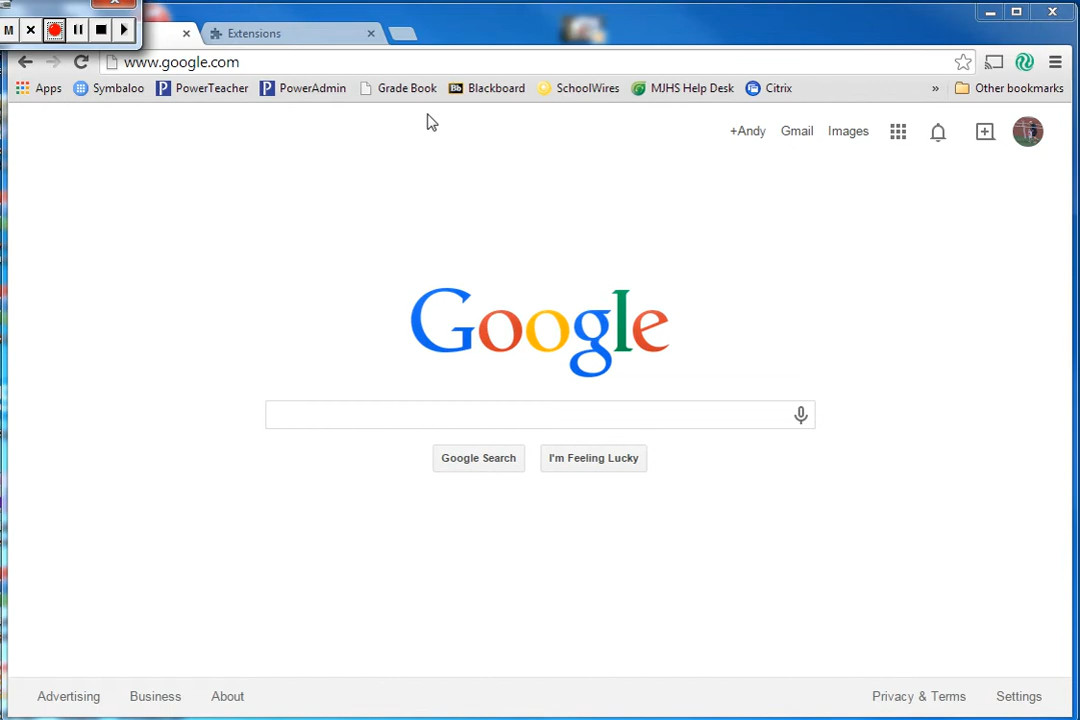 M
Extensions
www.google.com
Apps Symbaloo PowerTeacher PowerAdmin Grade Book Bb Blackboard SchoolWires MJHS Help Desk Citrix » Other bookmarks
+Andy Gmail Images
Google
Google Search I'm Feeling Lucky
Advertising Business About Privacy & Terms Settings